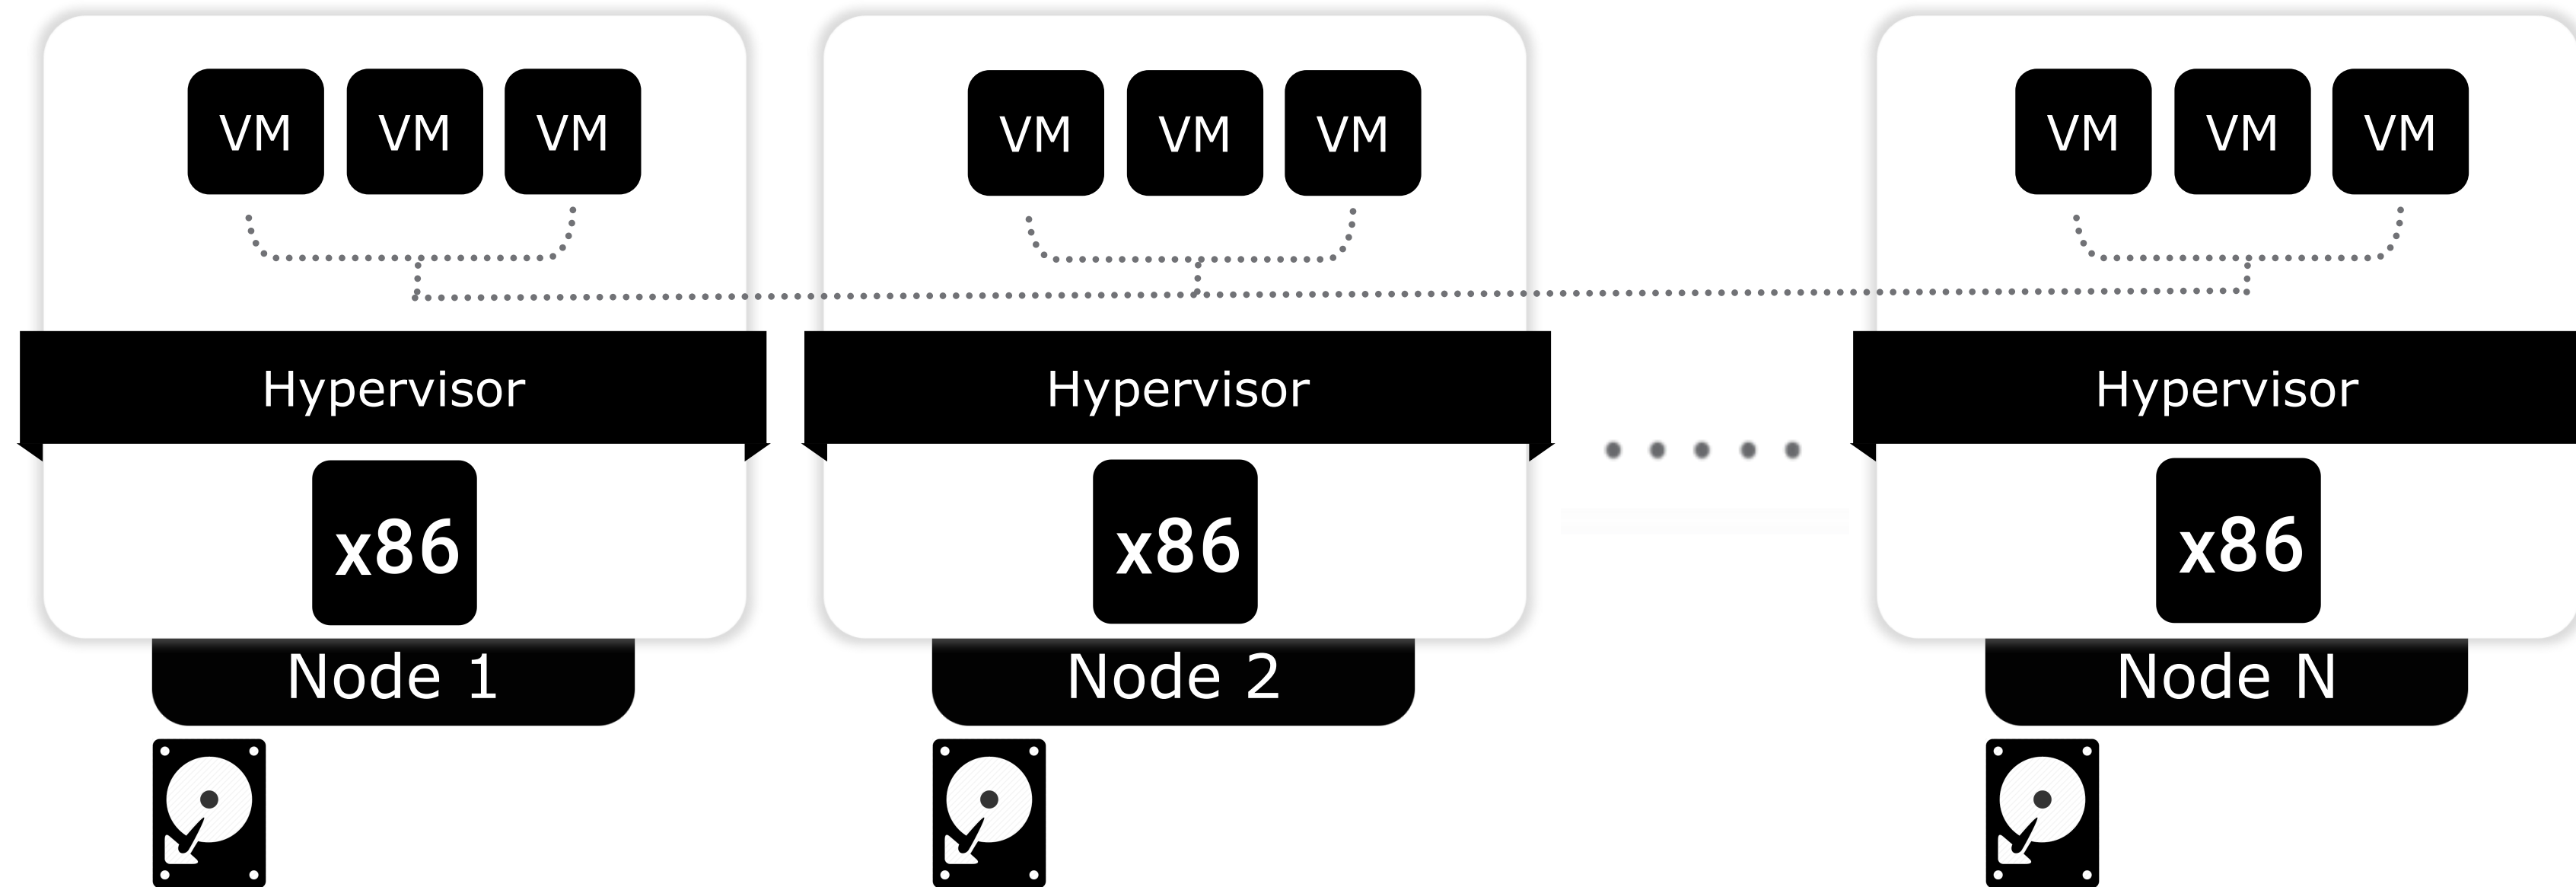 VM VM VM
VM VM VM
VM VM VM
Hypervisor
Hypervisor
Hypervisor
x86
x86
x86
Node 1
Node 2
Node N